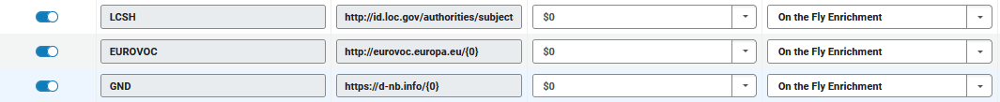 LCSH http://id.loc.gov/authorities/subject $0 On the Fly Enrichment
EUROVOC http://eurovoc.europa.eu/{0} $0 On the Fly Enrichment
GND https://d-nb.info/{0} $0 On the Fly Enrichment